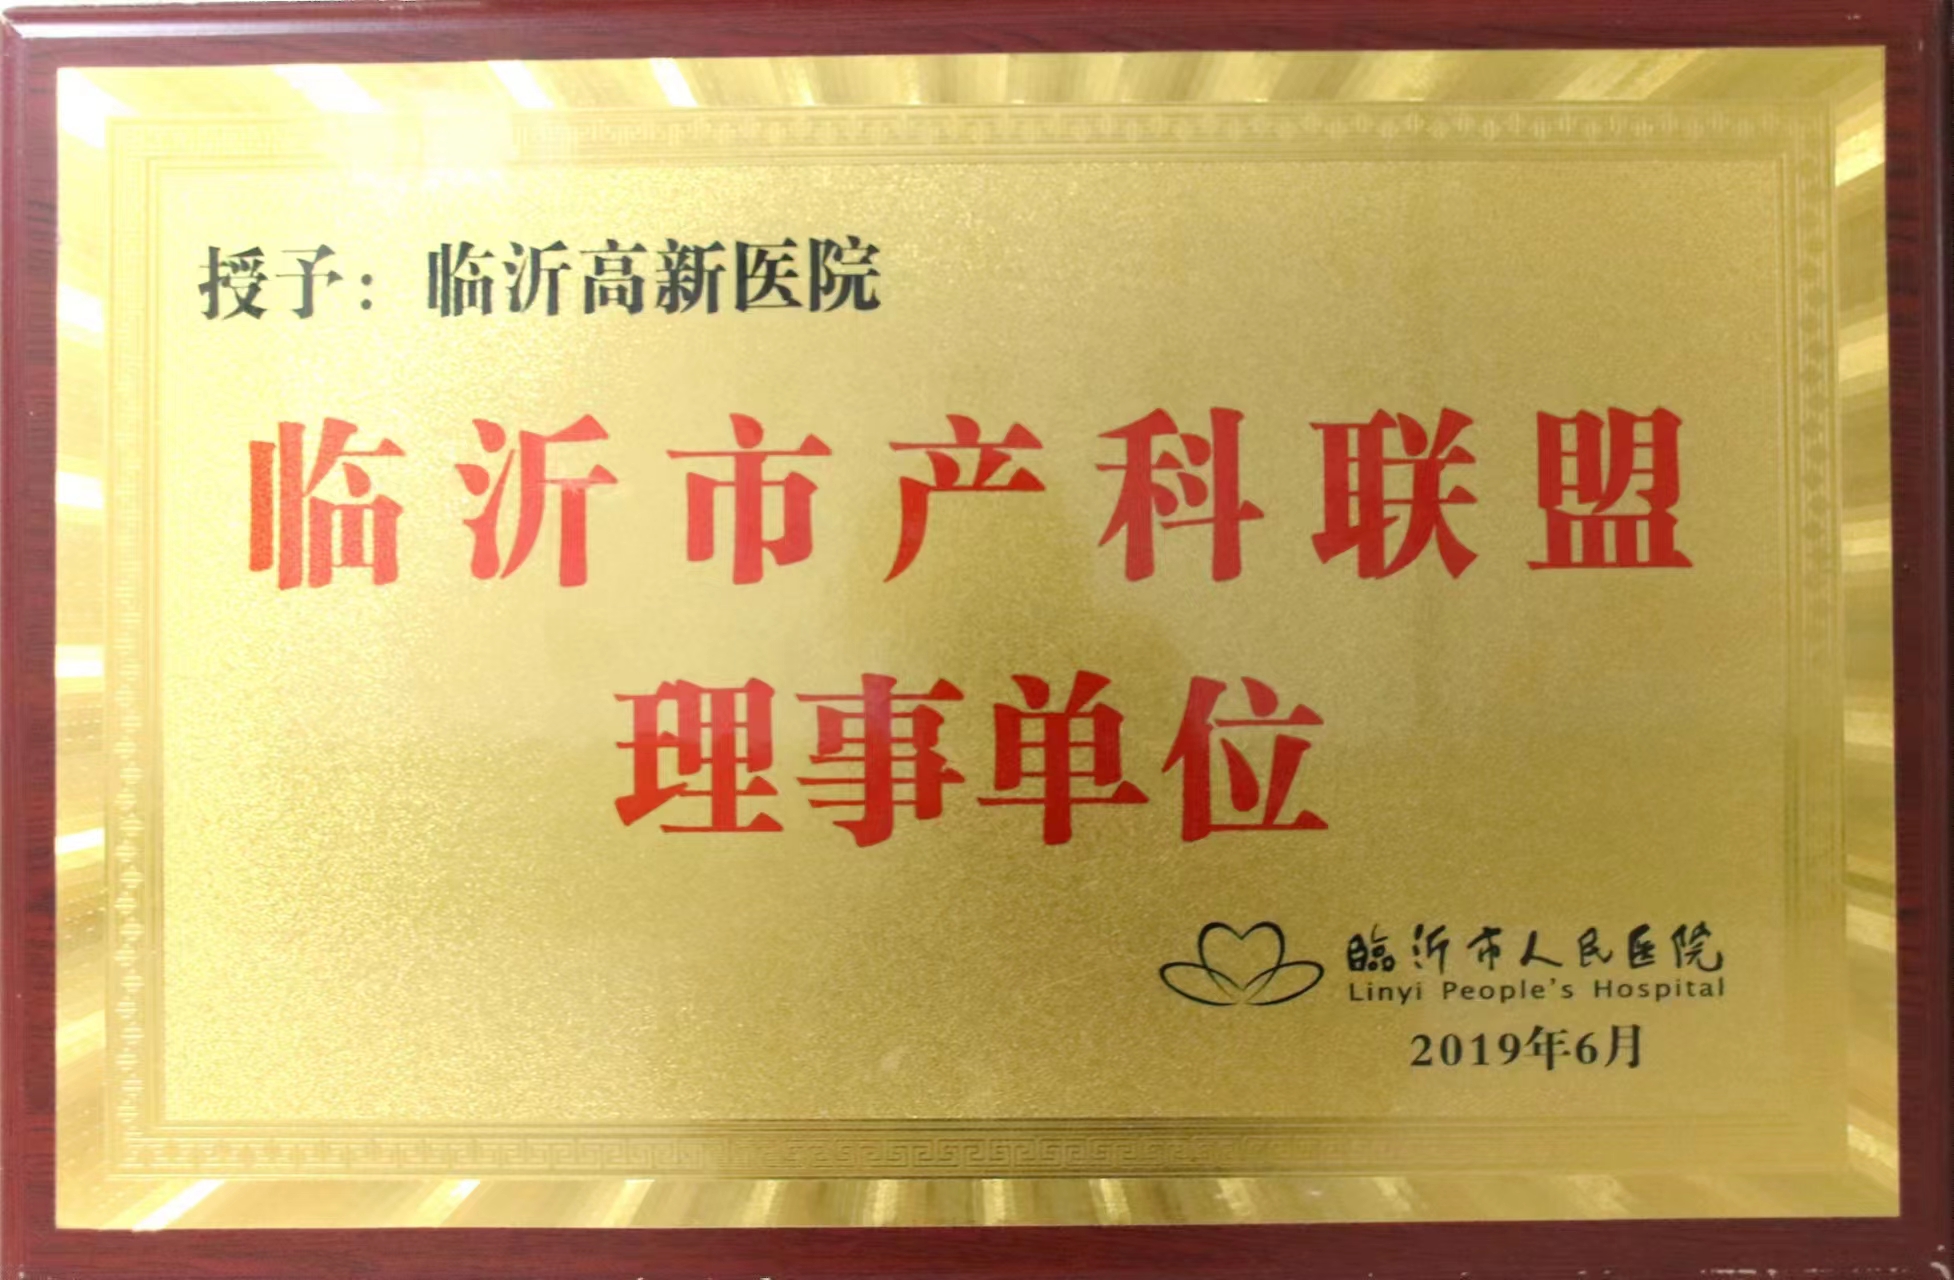 授予：临沂高新医院
临沂市产科联盟
理事单位
臨沂市人民医院
Linyi People's Hospital
2019年6月